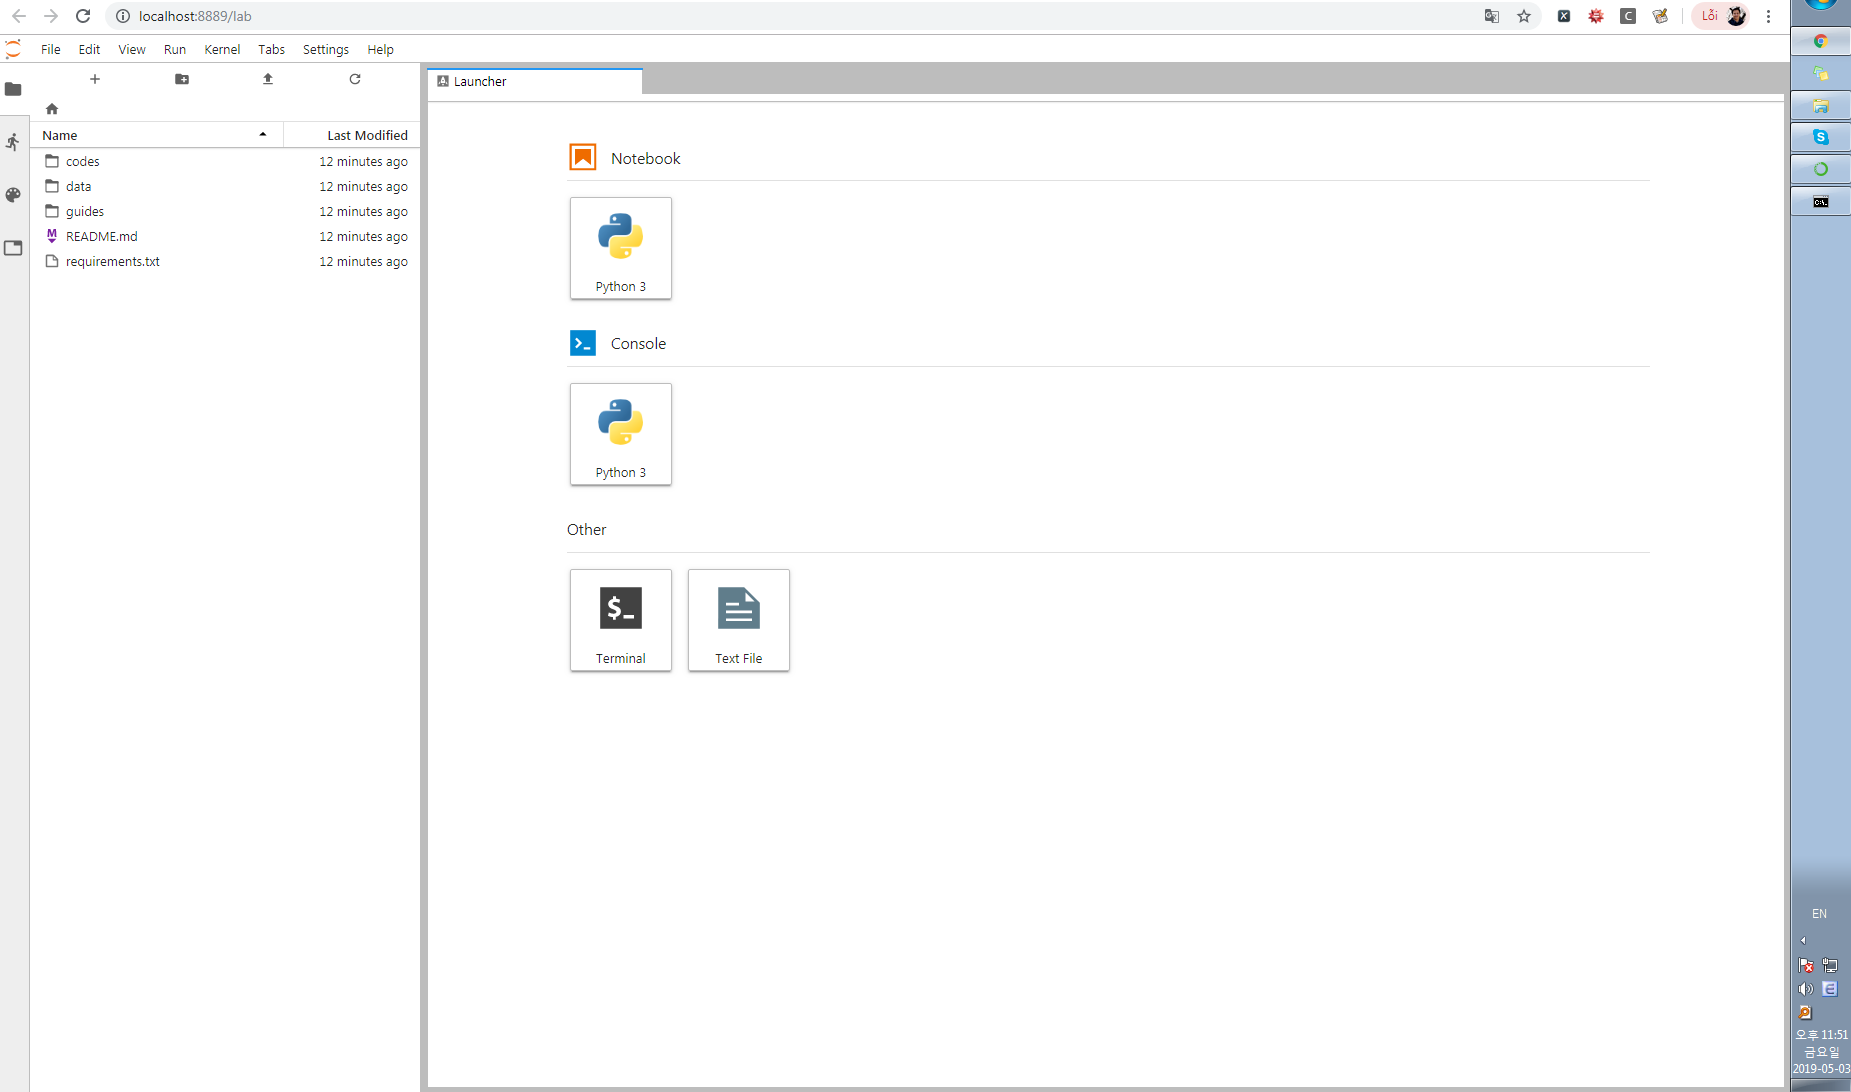 localhost:8889/lab
Lỗi
File Edit View Run Kernel Tabs Settings Help
Launcher
Name Last Modified
codes 12 minutes ago
data 12 minutes ago
guides 12 minutes ago
README.md 12 minutes ago
requirements.txt 12 minutes ago
Notebook
Python 3
Console
Python 3
Other
$_
Terminal Text File
EN
오후 11:51
금요일
2019-05-03